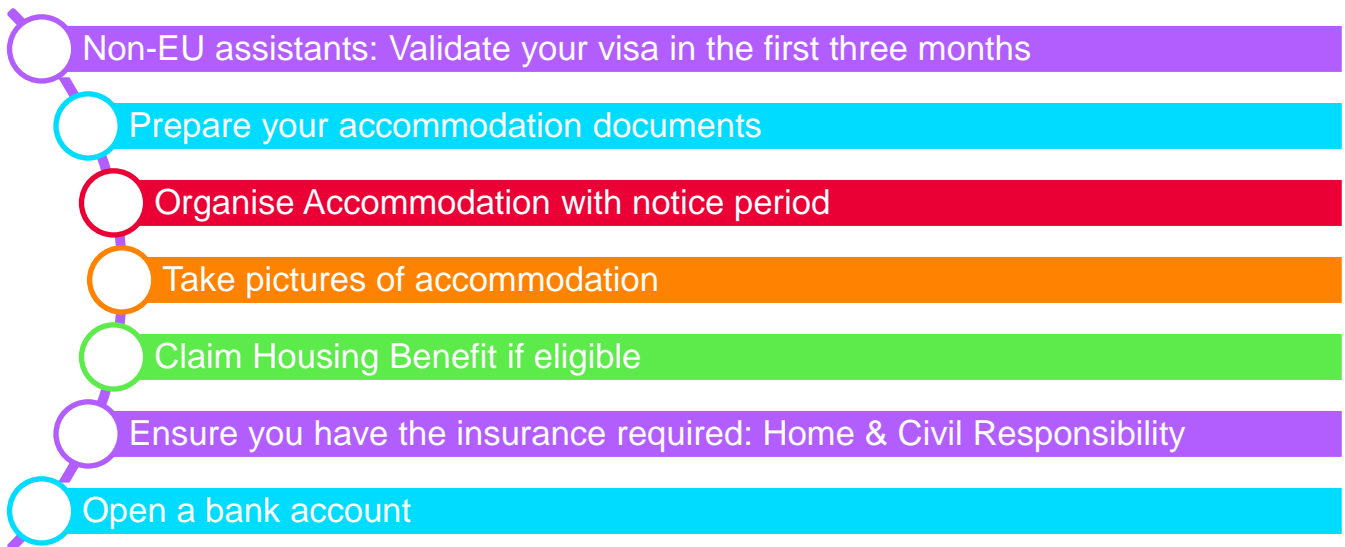 Non-EU assistants: Validate your visa in the first three months
Prepare your accommodation documents
Organise Accommodation with notice period
Take pictures of accommodation
Claim Housing Benefit if eligible
Ensure you have the insurance required: Home & Civil Responsibility
Open a bank account